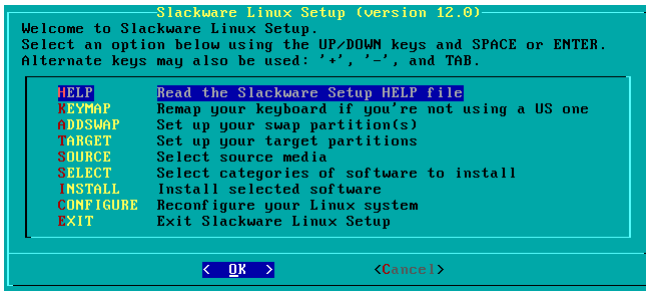 Slackware Linux Setup (version 12.0)
Welcome to Slackware Linux Setup.
Select an option below using the UP/DOWN keys and SPACE or ENTER.
Alternate keys may also be used: '+', '-', and TAB.
HELP Read the Slackware Setup HELP file
KEYMAP Remap your keyboard if you're not using a US one
ADDSWAP Set up your swap partition(s)
TARGET Set up your target partitions
SOURCE Select source media
SELECT Select categories of software to install
INSTALL Install selected software
CONFIGURE Reconfigure your Linux system
EXIT Exit Slackware Linux Setup
< OK > <Cancel>